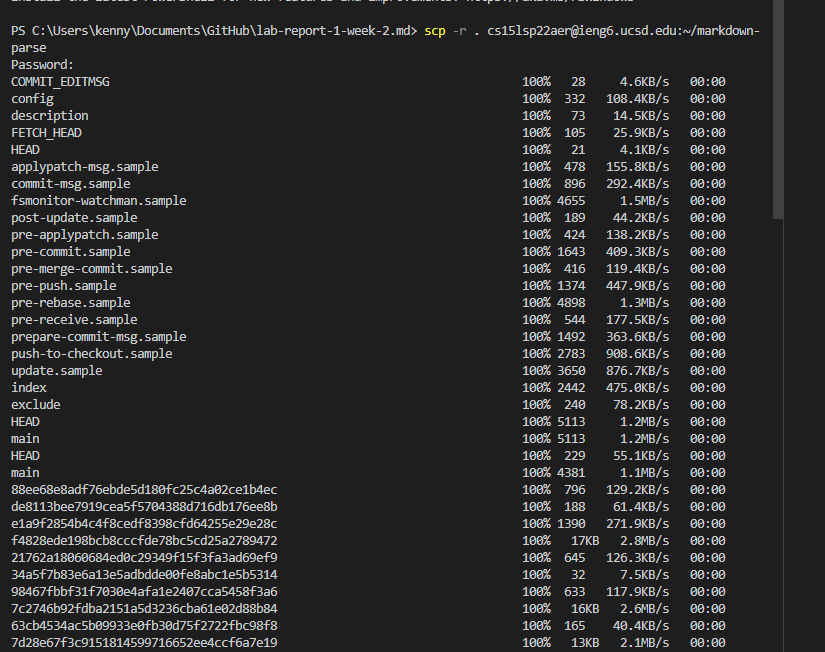 PS C:\Users\kenny\Documents\GitHub\lab-report-1-week-2.md> scp -r . cs15lsp22aer@ieng6.ucsd.edu:~/markdown-
parse
Password:
COMMIT_EDITMSG 100% 28 4.6KB/s 00:00
config 100% 332 108.4KB/s 00:00
description 100% 73 14.5KB/s 00:00
FETCH_HEAD 100% 105 25.9KB/s 00:00
HEAD 100% 21 4.1KB/s 00:00
applypatch-msg.sample 100% 478 155.8KB/s 00:00
commit-msg.sample 100% 896 292.4KB/s 00:00
fsmonitor-watchman.sample 100% 4655 1.5MB/s 00:00
post-update.sample 100% 189 44.2KB/s 00:00
pre-applypatch.sample 100% 424 138.2KB/s 00:00
pre-commit.sample 100% 1643 409.3KB/s 00:00
pre-merge-commit.sample 100% 416 119.4KB/s 00:00
pre-push.sample 100% 1374 447.9KB/s 00:00
pre-rebase.sample 100% 4898 1.3MB/s 00:00
pre-receive.sample 100% 544 177.5KB/s 00:00
prepare-commit-msg.sample 100% 1492 363.6KB/s 00:00
push-to-checkout.sample 100% 2783 908.6KB/s 00:00
update.sample 100% 3650 876.7KB/s 00:00
index 100% 2442 475.0KB/s 00:00
exclude 100% 240 78.2KB/s 00:00
HEAD 100% 5113 1.2MB/s 00:00
main 100% 5113 1.2MB/s 00:00
HEAD 100% 229 55.1KB/s 00:00
main 100% 4381 1.1MB/s 00:00
88ee68e8adf76ebde5d180fc25c4a02ce1b4ec 100% 796 129.2KB/s 00:00
de8113bee7919cea5f5704388d716db176ee8b 100% 188 61.4KB/s 00:00
e1a9f2854b4c4f8cedf8398cfd64255e29e28c 100% 1390 271.9KB/s 00:00
f4828ede198bcb8cccfde78bc5cd25a2789472 100% 17KB 2.8MB/s 00:00
21762a18060684ed0c29349f15f3fa3ad69ef9 100% 645 126.3KB/s 00:00
34a5f7b83e6a13e5adbdde00fe8abc1e5b5314 100% 32 7.5KB/s 00:00
98467fbbf31f7030e4afa1e2407cca5458f3a6 100% 633 117.9KB/s 00:00
7c2746b92fdba2151a5d3236cba61e02d88b84 100% 16KB 2.6MB/s 00:00
63cb4534ac5b09933e0fb30d75f2722fbc98f8 100% 165 40.4KB/s 00:00
7d28e67f3c9151814599716652ee4ccf6a7e19 100% 13KB 2.1MB/s 00:00